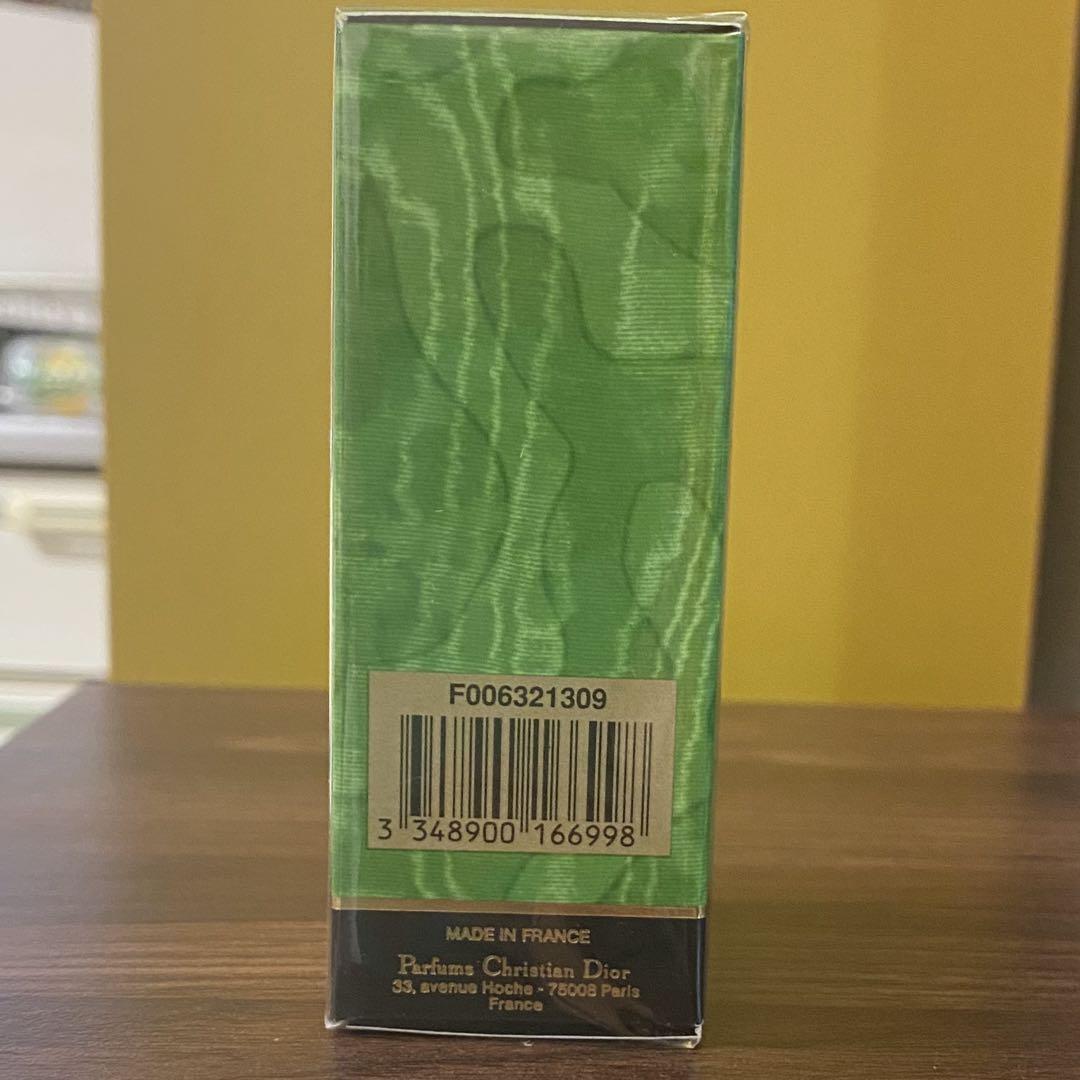 F006321309
3 348900 166998
MADE IN FRANCE
Parfums Christian Dior
33, avenue Hoche - 75008 Paris
France